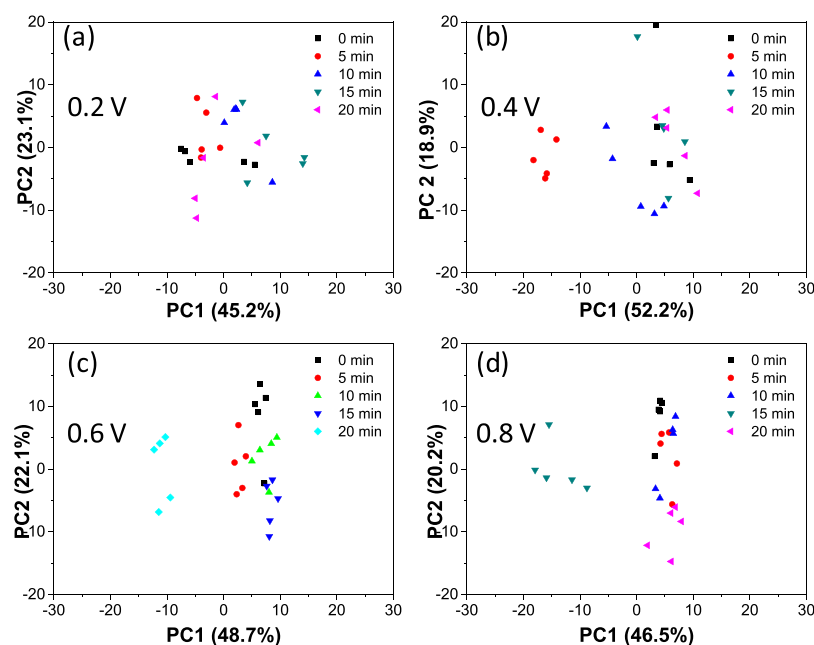 (a)
0.2 V
0 min
5 min
10 min
15 min
20 min
20
10
0
-10
-20
-30
-20
-10
0
10
20
30
PC2 (23.1%)
PC1 (45.2%)
(b)
0.4 V
0 min
5 min
10 min
15 min
20 min
20
10
0
-10
-20
-30
-20
-10
0
10
20
30
PC 2 (18.9%)
PC1 (52.2%)
(c)
0.6 V
0 min
5 min
10 min
15 min
20 min
20
10
0
-10
-20
-30
-20
-10
0
10
20
30
PC2 (22.1%)
PC1 (48.7%)
(d)
0.8 V
0 min
5 min
10 min
15 min
20 min
20
10
0
-10
-20
-30
-20
-10
0
10
20
30
PC2 (20.2%)
PC1 (46.5%)